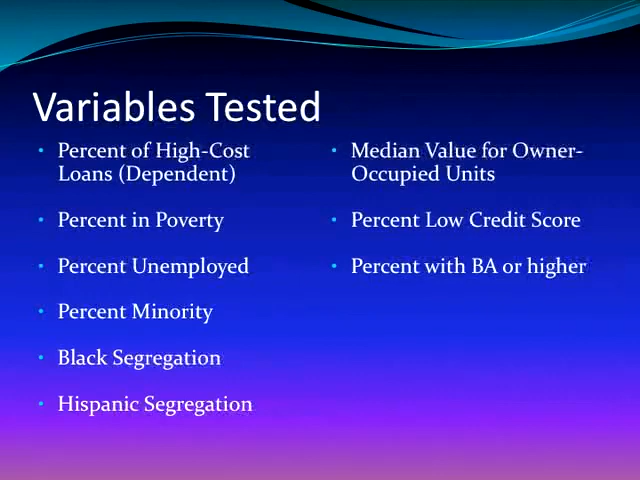 Variables Tested
• Percent of High-Cost
Loans (Dependent)
• Percent in Poverty
• Percent Unemployed
• Percent Minority
• Black Segregation
• Hispanic Segregation
• Median Value for Owner-
Occupied Units
• Percent Low Credit Score
• Percent with BA or higher